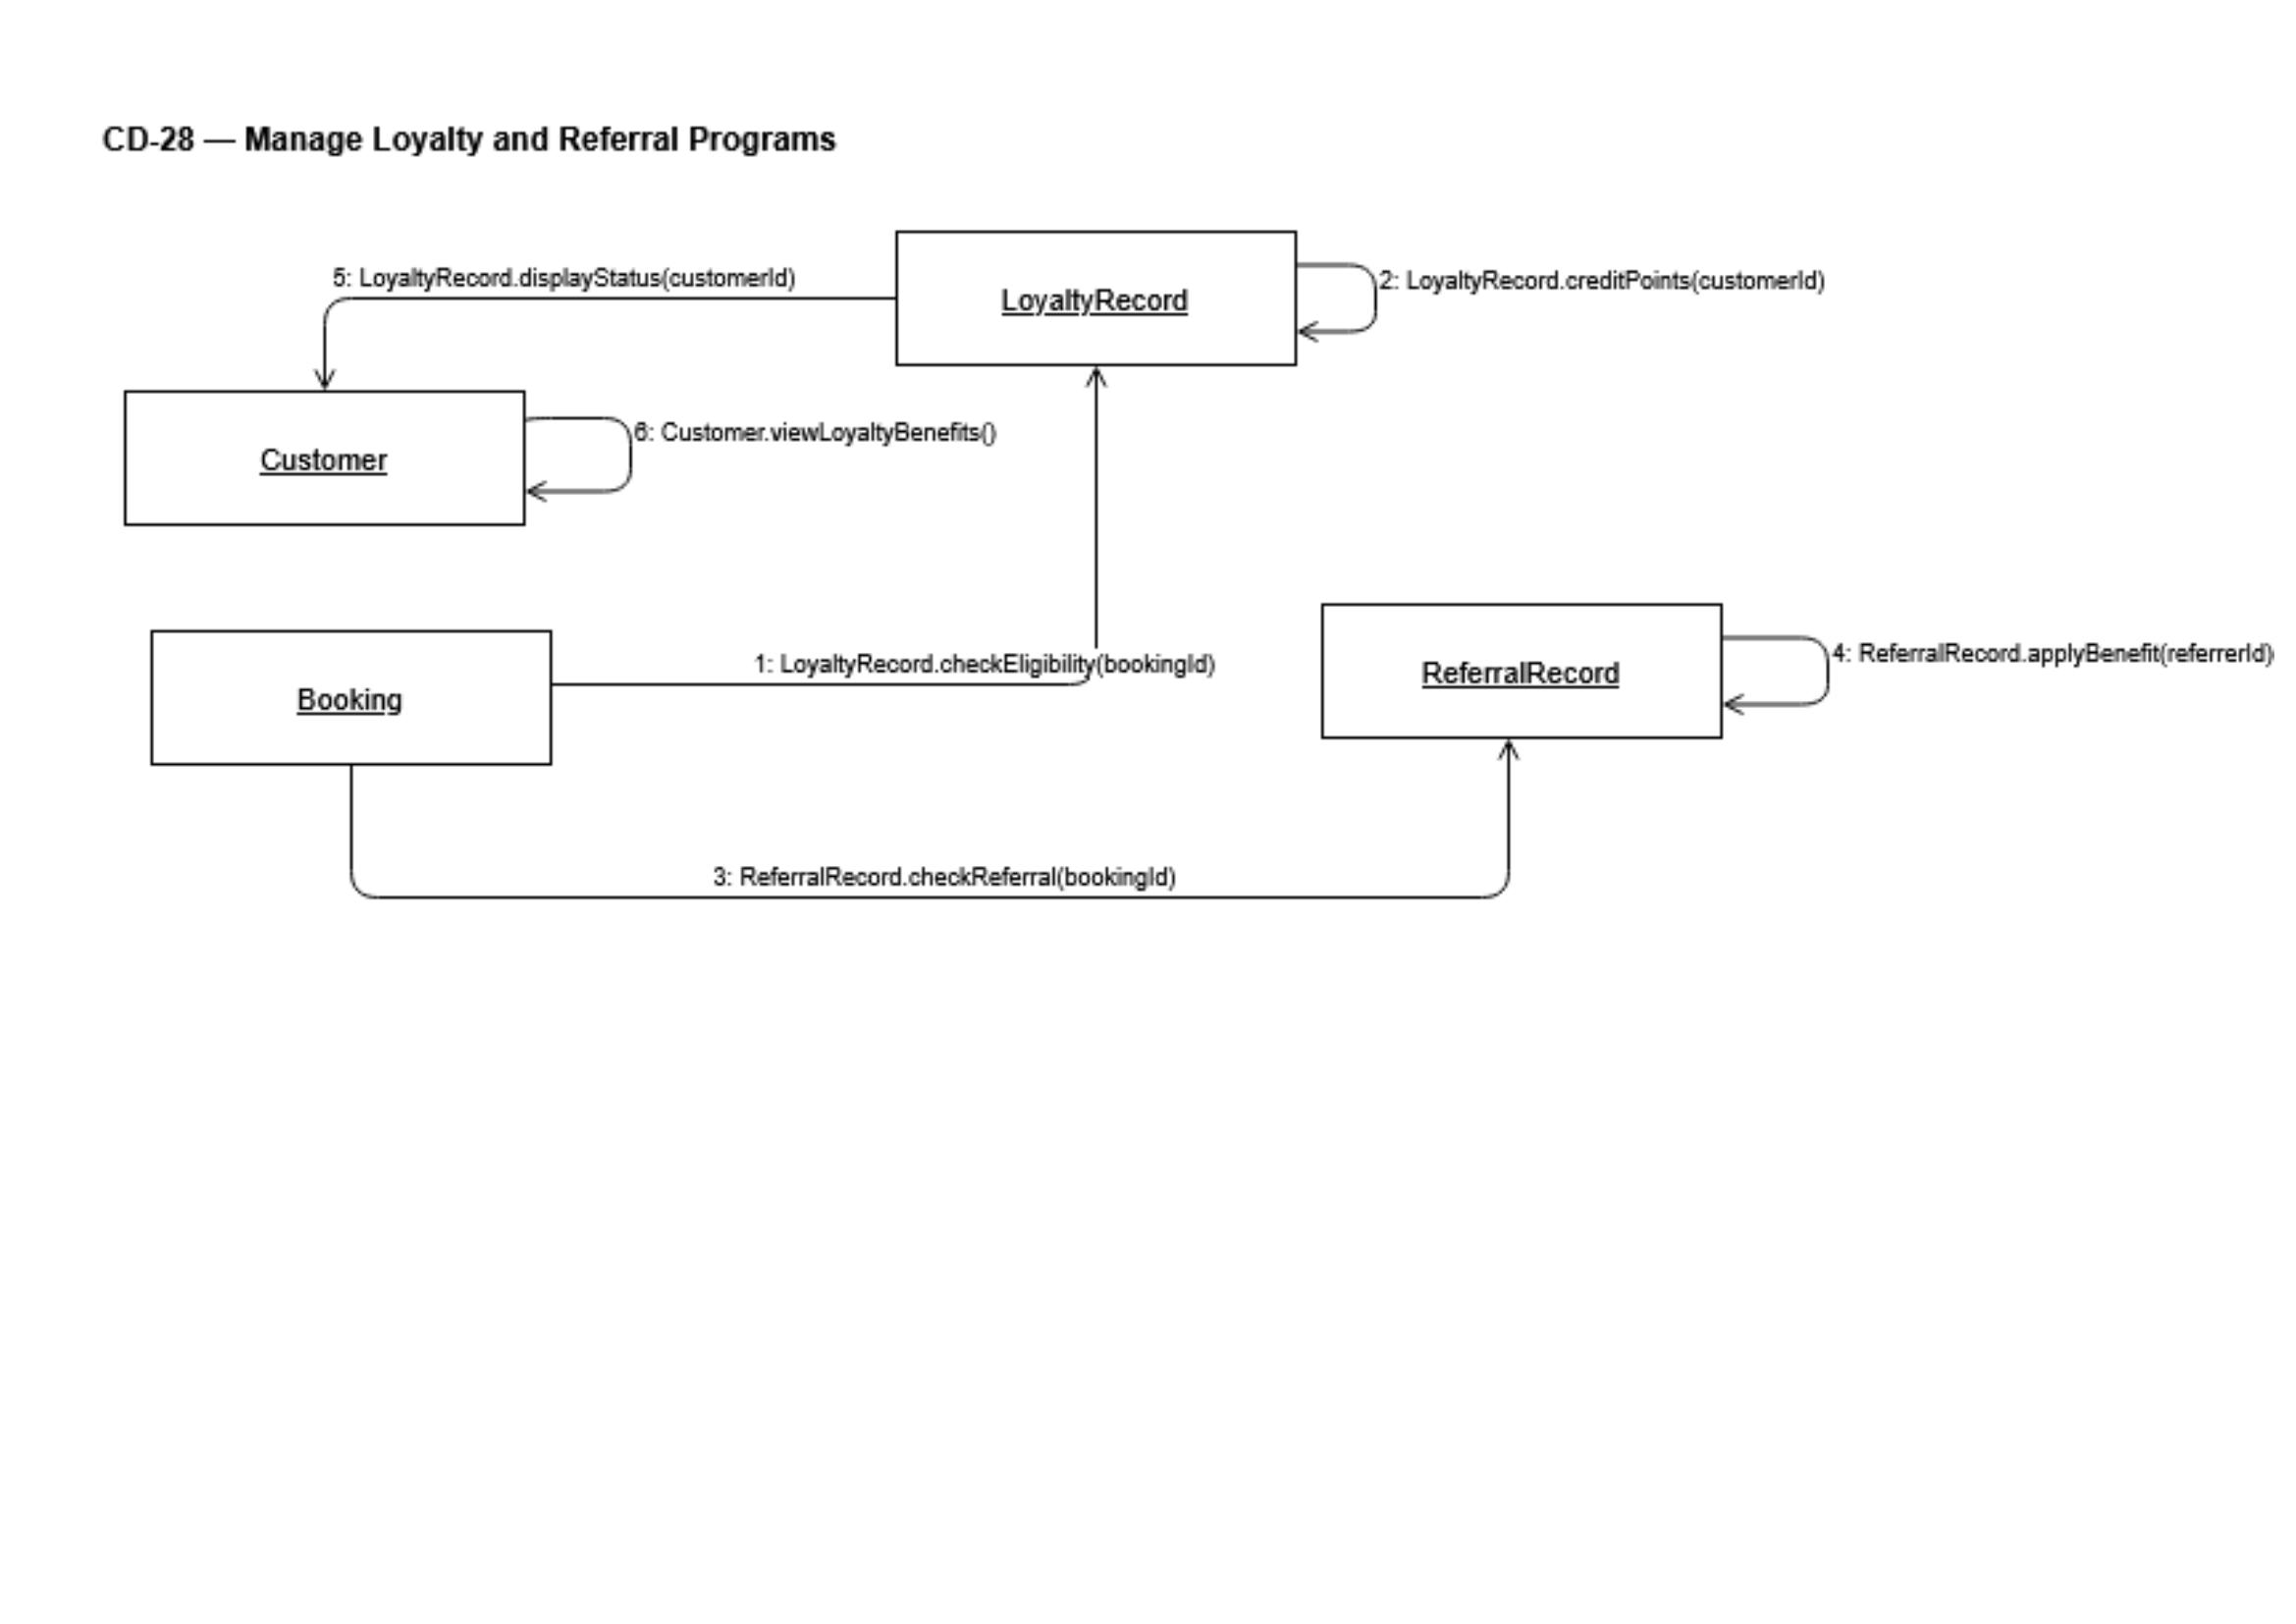 CD-28 — Manage Loyalty and Referral Programs
5: LoyaltyRecord.displayStatus(customerId)
LoyaltyRecord
2: LoyaltyRecord.creditPoints(customerId)
Customer
6: Customer.viewLoyaltyBenefits()
Booking
1: LoyaltyRecord.checkEligibility(bookingId)
ReferralRecord
4: ReferralRecord.applyBenefit(referrerId)
3: ReferralRecord.checkReferral(bookingId)